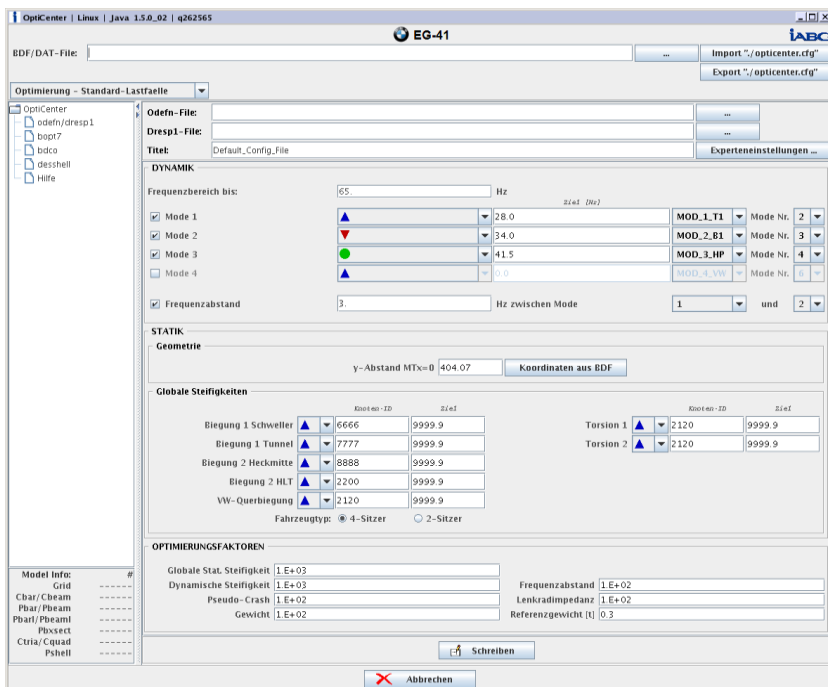 OptiCenter | Linux | Java 1.5.0_02 | q262565
EG-41
iABC
BDF/DAT-File: ... Import "./opticenter.cfg"
Export "./opticenter.cfg"
Optimierung - Standard-Lastfaelle
OptiCenter
odefn/dresp1
bopt7
bdco
desshell
Hilfe
Odefn-File: ...
Dresp1-File: ...
Titel: Default_Config_File Experteneinstellungen ...
DYNAMIK
Frequenzbereich bis: 65. Hz
Ziel [Hz]
Mode 1 28.0 MOD_1_T1 Mode Nr. 2
Mode 2 34.0 MOD_2_B1 Mode Nr. 3
Mode 3 41.5 MOD_3_HP Mode Nr. 4
Mode 4 0.0 MOD_4_VW Mode Nr. 6
Frequenzabstand 3. Hz zwischen Mode 1 und 2
STATIK
Geometrie
y-Abstand MTx=0 404.07 Koordinaten aus BDF
Globale Steifigkeiten
Knoten-ID Ziel Knoten-ID Ziel
Biegung 1 Schweller 6666 9999.9 Torsion 1 2120 9999.9
Biegung 1 Tunnel 7777 9999.9 Torsion 2 2120 9999.9
Biegung 2 Heckmitte 8888 9999.9
Biegung 2 HLT 2200 9999.9
VW-Querbiegung 2120 9999.9
Fahrzeugtyp: 4-Sitzer 2-Sitzer
OPTIMIERUNGSFAKTOREN
Globale Stat. Steifigkeit 1.E+03
Dynamische Steifigkeit 1.E+03 Frequenzabstand 1.E+02
Pseudo-Crash 1.E+02 Lenkradimpedanz 1.E+02
Gewicht 1.E+02 Referenzgewicht [t] 0.3
Model Info: #
Grid ------
Cbar/Cbeam ------
Pbar/Pbeam ------
Pbarl/Pbeaml ------
Pbxsect ------
Ctria/Cquad ------
Pshell ------
Schreiben
Abbrechen